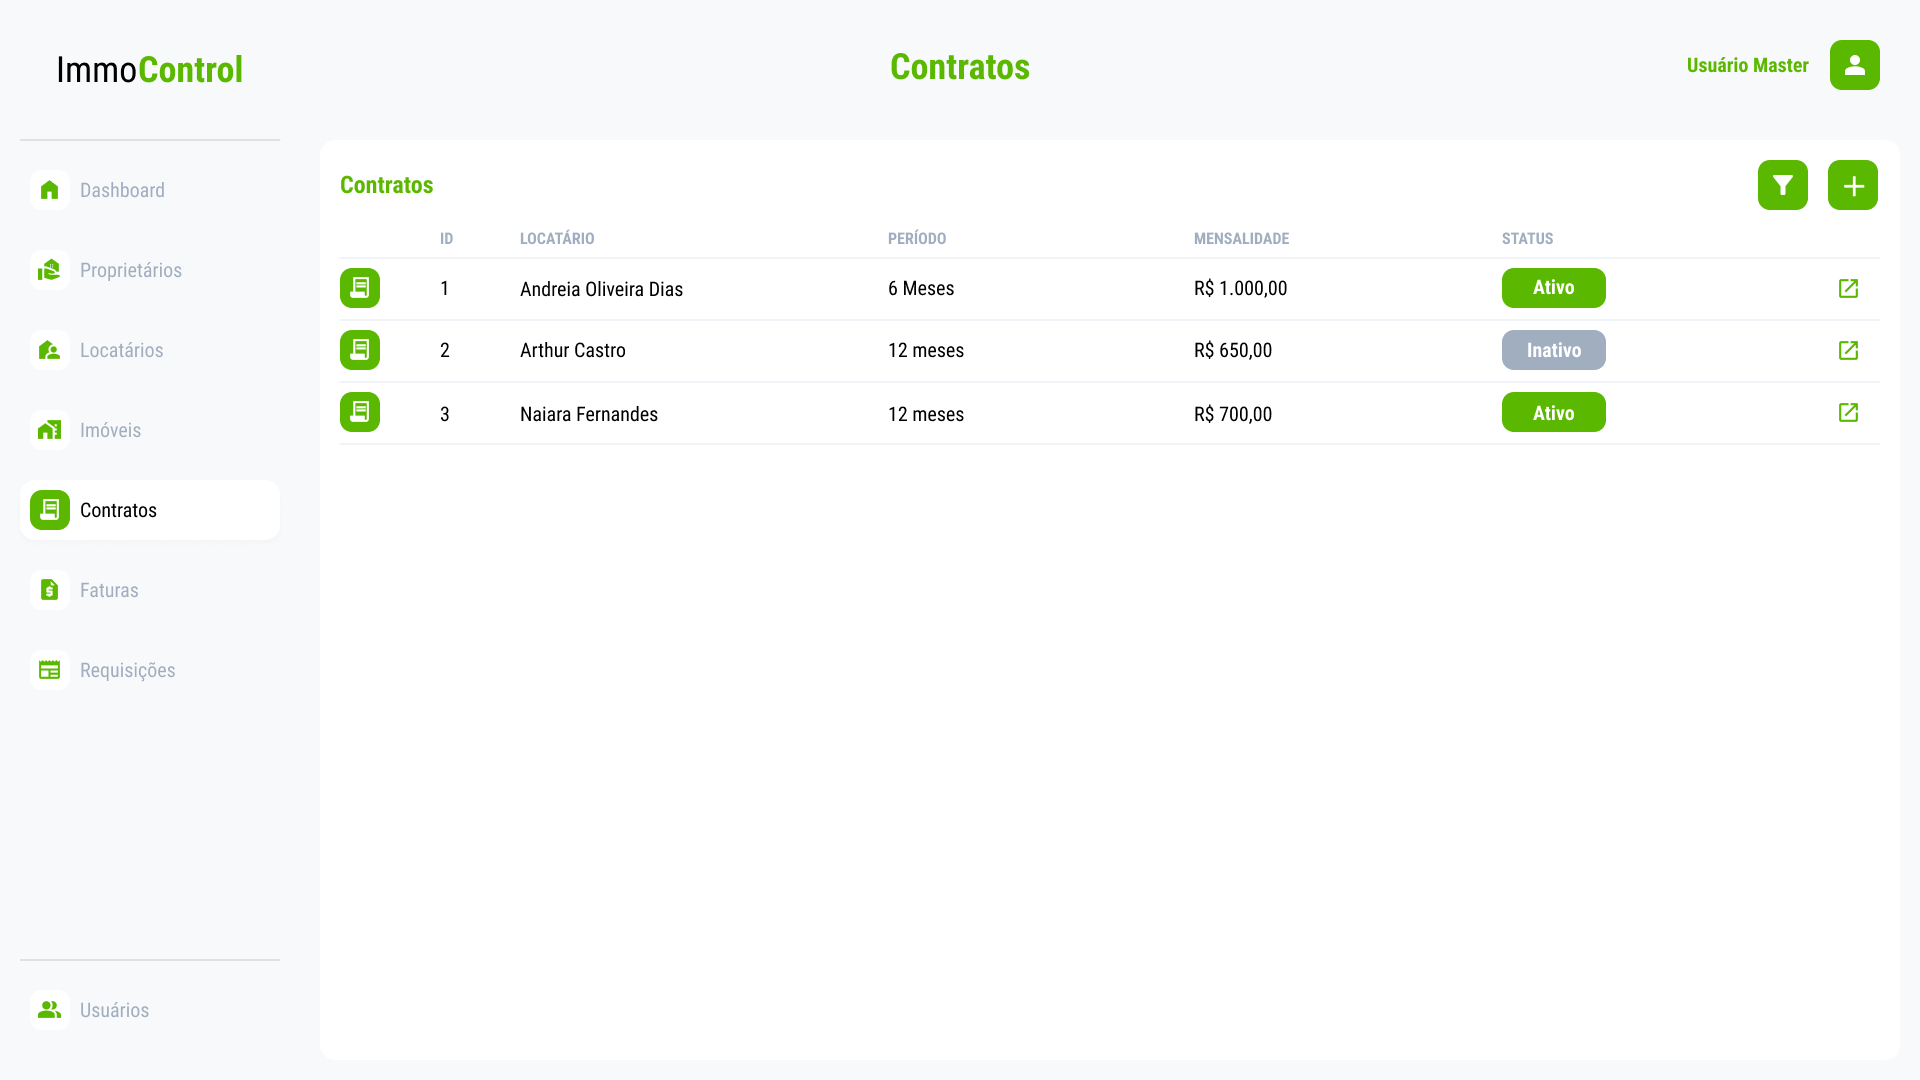 ImmoControl
Contratos
Usuário Master
Dashboard
Proprietários
Locatários
Imóveis
Contratos
Faturas
Requisições
Usuários
Contratos
ID LOCATÁRIO PERÍODO MENSALIDADE STATUS
1 Andreia Oliveira Dias 6 Meses R$ 1.000,00 Ativo
2 Arthur Castro 12 meses R$ 650,00 Inativo
3 Naiara Fernandes 12 meses R$ 700,00 Ativo